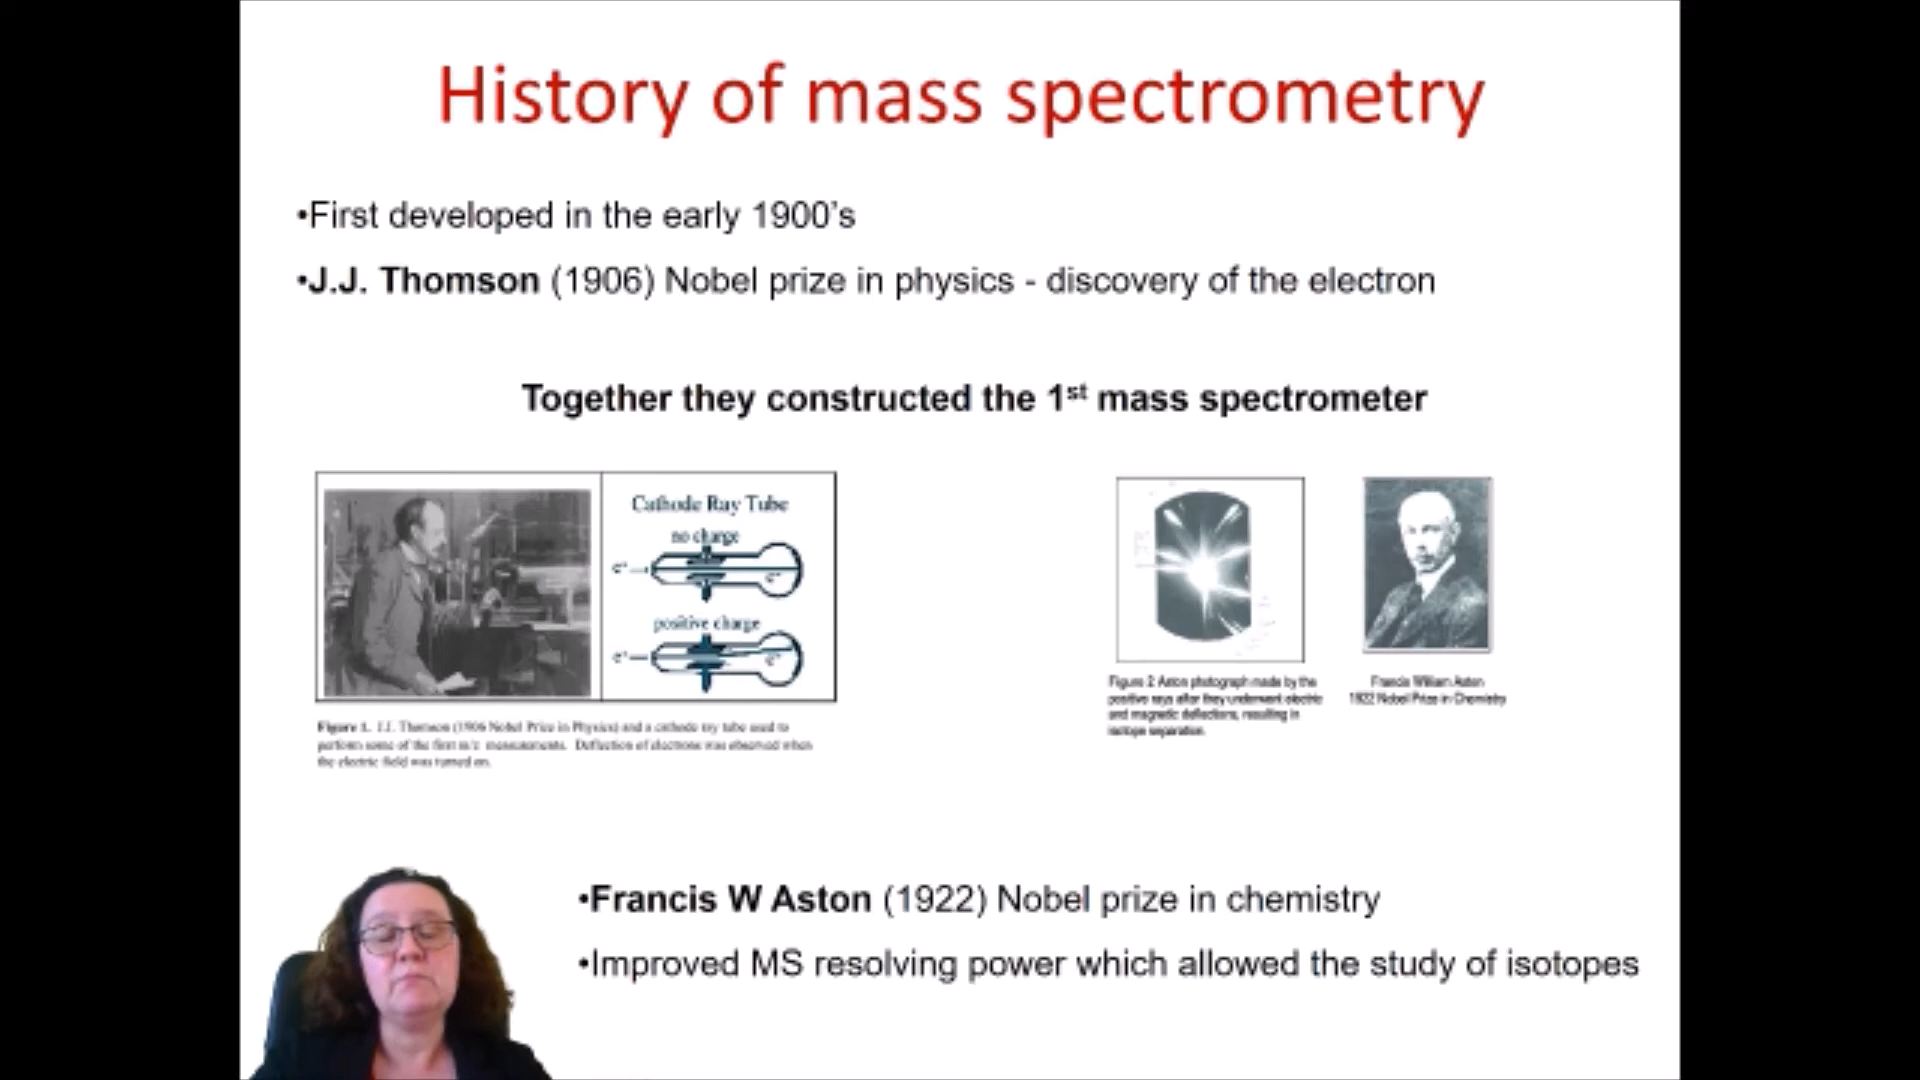 History of mass spectrometry
•First developed in the early 1900's
•J.J. Thomson (1906) Nobel prize in physics - discovery of the electron
Together they constructed the 1st mass spectrometer
Cathode Ray Tube
no charge
e⁻
e⁻
positive charge
e⁻
e⁻
Figure 1. J.J. Thomson (1906 Nobel Prize in Physics) and a cathode ray tube used to
perform some of the first m/z measurements. Deflection of electrons was observed when
the electric field was turned on.
Figure 2 Aston photograph made by the
positive rays after they underwent electric
and magnetic deflections, resulting in
isotope separation.
Francis William Aston
1922 Nobel Prize in Chemistry
•Francis W Aston (1922) Nobel prize in chemistry
•Improved MS resolving power which allowed the study of isotopes